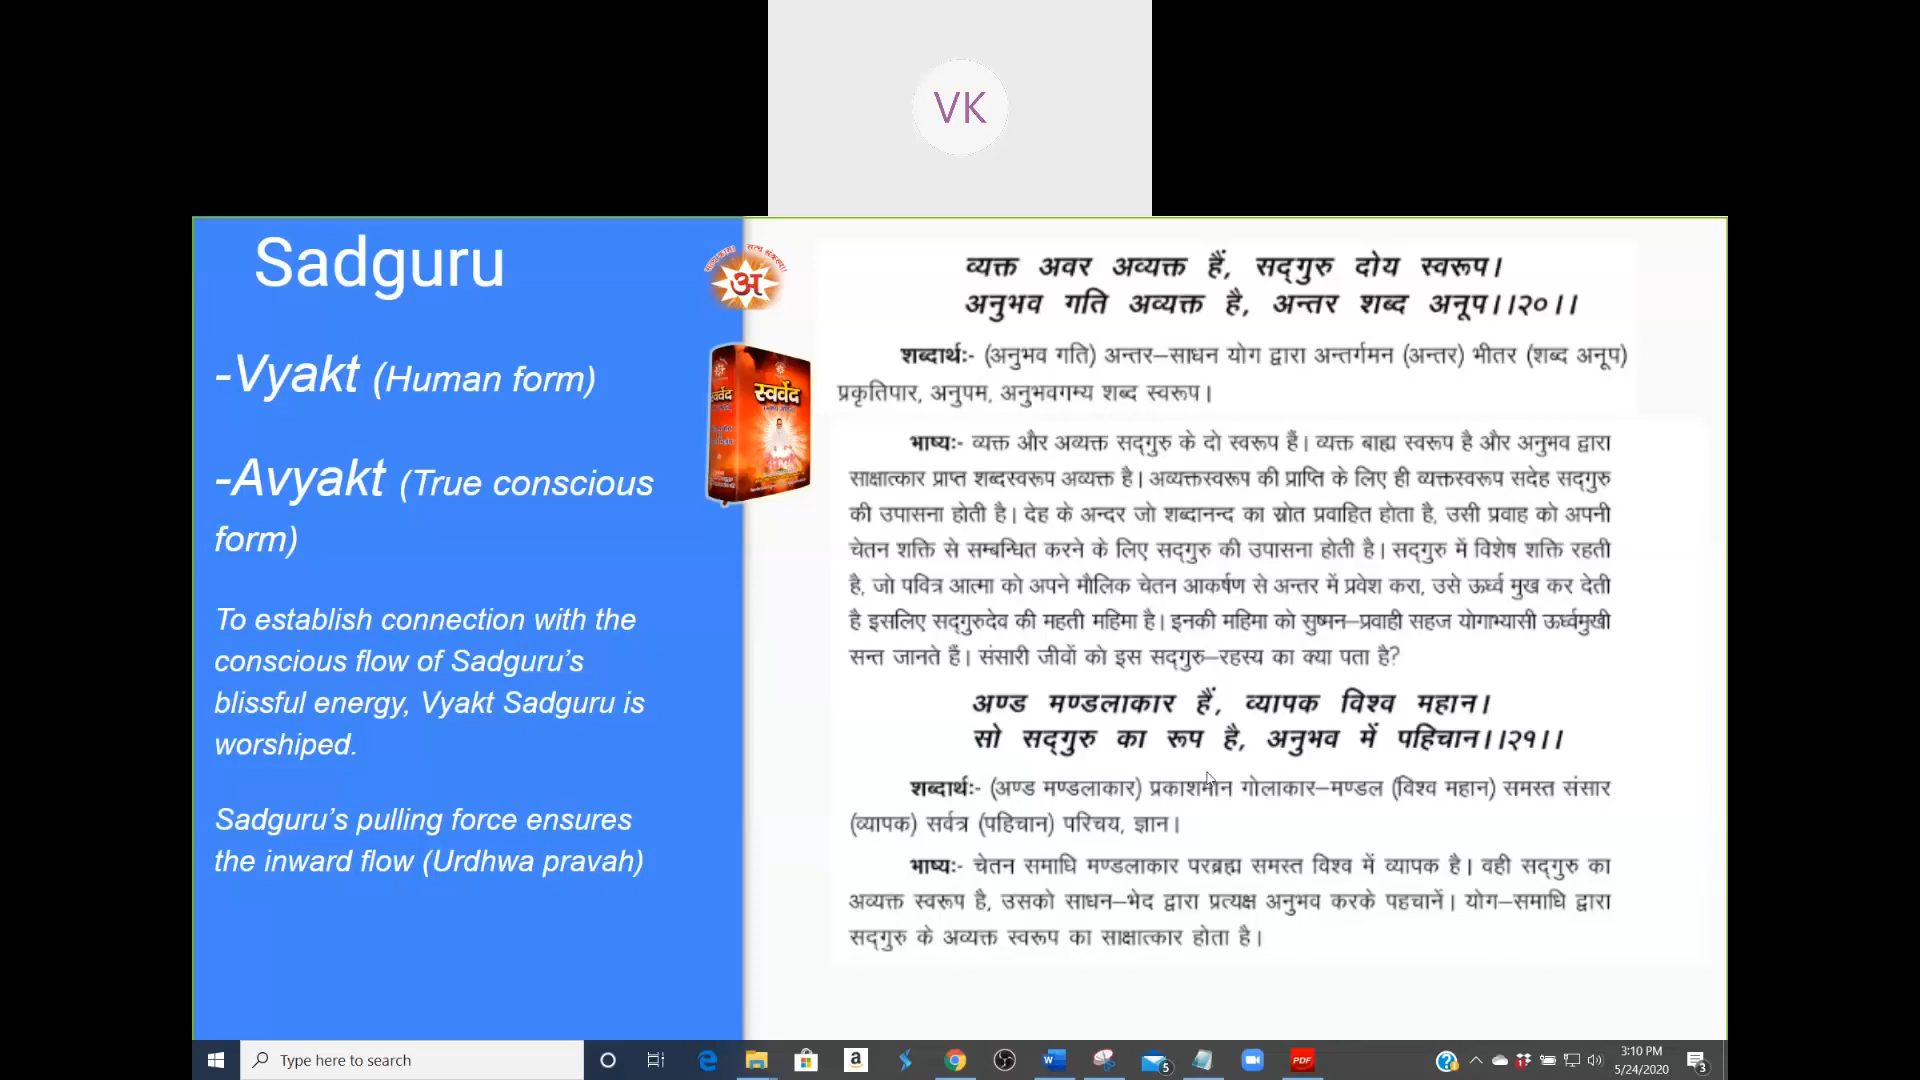 VK
Sadguru
-Vyakt (Human form)
-Avyakt (True conscious
form)
To establish connection with the
conscious flow of Sadguru's
blissful energy, Vyakt Sadguru is
worshiped.
Sadguru's pulling force ensures
the inward flow (Urdhwa pravah)
अ
स्वर्वेद
व्यक्त अवर अव्यक्त हैं, सद्गुरु दोय स्वरूप।
अनुभव गति अव्यक्त है, अन्तर शब्द अनूप।।२०।।
शब्दार्थः- (अनुभव गति) अन्तर–साधन योग द्वारा अन्तर्गमन (अन्तर) भीतर (शब्द अनूप)
प्रकृतिपार, अनुपम, अनुभवगम्य शब्द स्वरूप।
भाष्यः- व्यक्त और अव्यक्त सद्गुरु के दो स्वरूप हैं। व्यक्त बाह्य स्वरूप है और अनुभव द्वारा
साक्षात्कार प्राप्त शब्दस्वरूप अव्यक्त है। अव्यक्तस्वरूप की प्राप्ति के लिए ही व्यक्तस्वरूप सदेह सद्गुरु
की उपासना होती है। देह के अन्दर जो शब्दानन्द का स्रोत प्रवाहित होता है, उसी प्रवाह को अपनी
चेतन शक्ति से सम्बन्धित करने के लिए सद्गुरु की उपासना होती है। सद्गुरु में विशेष शक्ति रहती
है, जो पवित्र आत्मा को अपने मौलिक चेतन आकर्षण से अन्तर में प्रवेश करा, उसे ऊर्ध्व मुख कर देती
है इसलिए सद्गुरुदेव की महती महिमा है। इनकी महिमा को सुष्मन–प्रवाही सहज योगाभ्यासी ऊर्ध्वमुखी
सन्त जानते हैं। संसारी जीवों को इस सद्गुरु–रहस्य का क्या पता है?
अण्ड मण्डलाकार हैं, व्यापक विश्व महान।
सो सद्गुरु का रूप है, अनुभव में पहिचान।।२१।।
शब्दार्थः- (अण्ड मण्डलाकार) प्रकाशमान गोलाकार–मण्डल (विश्व महान) समस्त संसार
(व्यापक) सर्वत्र (पहिचान) परिचय, ज्ञान।
भाष्यः- चेतन समाधि मण्डलाकार परब्रह्म समस्त विश्व में व्यापक है। वही सद्गुरु का
अव्यक्त स्वरूप है, उसको साधन–भेद द्वारा प्रत्यक्ष अनुभव करके पहचानें। योग–समाधि द्वारा
सद्गुरु के अव्यक्त स्वरूप का साक्षात्कार होता है।
Type here to search
5
PDF
3:10 PM
5/24/2020
3